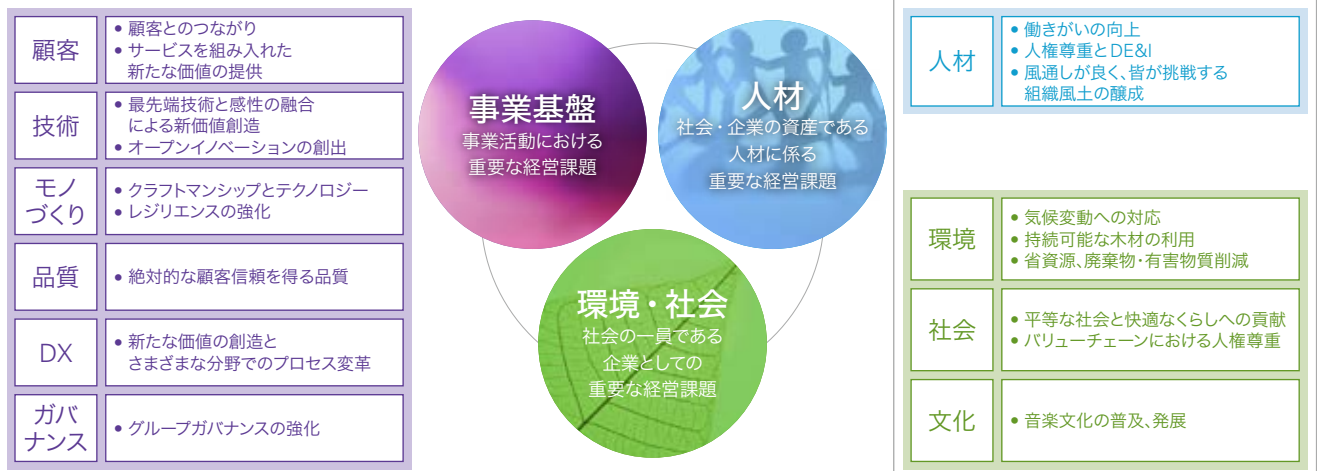 顧客
• 顧客とのつながり
• サービスを組み入れた
新たな価値の提供
技術
• 最先端技術と感性の融合
による新価値創造
• オープンイノベーションの創出
モノ
づくり
• クラフトマンシップとテクノロジー
• レジリエンスの強化
品質
• 絶対的な顧客信頼を得る品質
DX
• 新たな価値の創造と
さまざまな分野でのプロセス変革
ガバ
ナンス
• グループガバナンスの強化
事業基盤
事業活動における
重要な経営課題
人材
社会・企業の資産である
人材に係る
重要な経営課題
環境・社会
社会の一員である
企業としての
重要な経営課題
人材
• 働きがいの向上
• 人権尊重とDE&I
• 風通しが良く、皆が挑戦する
組織風土の醸成
環境
• 気候変動への対応
• 持続可能な木材の利用
• 省資源、廃棄物・有害物質削減
社会
• 平等な社会と快適なくらしへの貢献
• バリューチェーンにおける人権尊重
文化
• 音楽文化の普及、発展